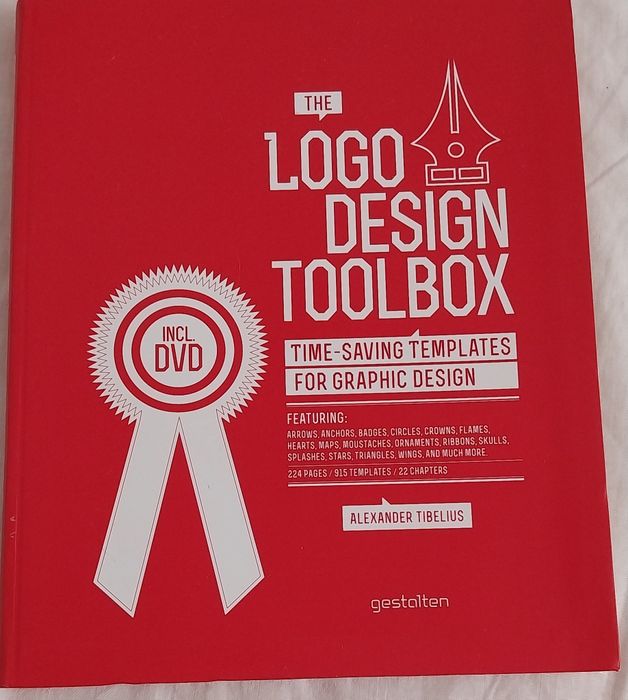 THE
LOGO
DESIGN
TOOLBOX
TIME-SAVING TEMPLATES
FOR GRAPHIC DESIGN
FEATURING:
ARROWS, ANCHORS, BADGES, CIRCLES, CROWNS, FLAMES,
HEARTS, MAPS, MOUSTACHES, ORNAMENTS, RIBBONS, SKULLS,
SPLASHES, STARS, TRIANGLES, WINGS, AND MUCH MORE.
224 PAGES / 915 TEMPLATES / 22 CHAPTERS
ALEXANDER TIBELIUS
INCL.
DVD
gestalten